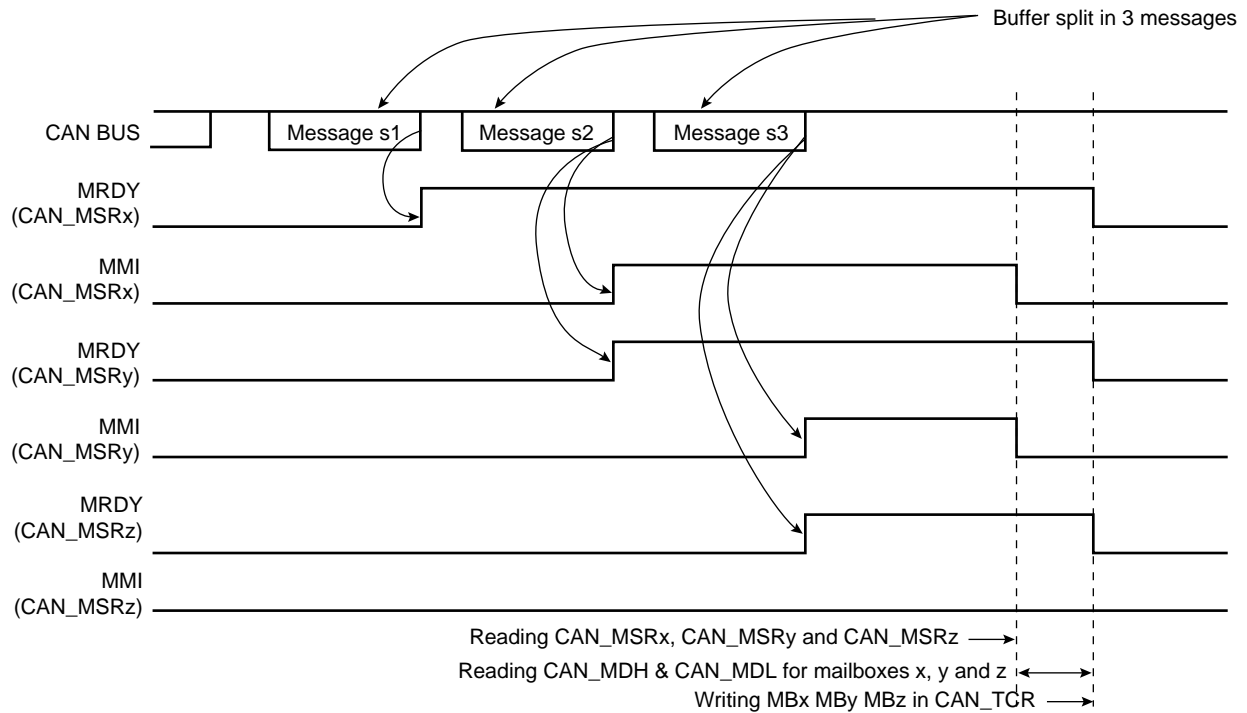 Buffer split in 3 messages
CAN BUS
Message s1
Message s2
Message s3
MRDY
(CAN_MSRx)
MMI
(CAN_MSRx)
MRDY
(CAN_MSRy)
MMI
(CAN_MSRy)
MRDY
(CAN_MSRz)
MMI
(CAN_MSRz)
Reading CAN_MSRx, CAN_MSRy and CAN_MSRz
Reading CAN_MDH & CAN_MDL for mailboxes x, y and z
Writing MBx MBy MBz in CAN_TCR